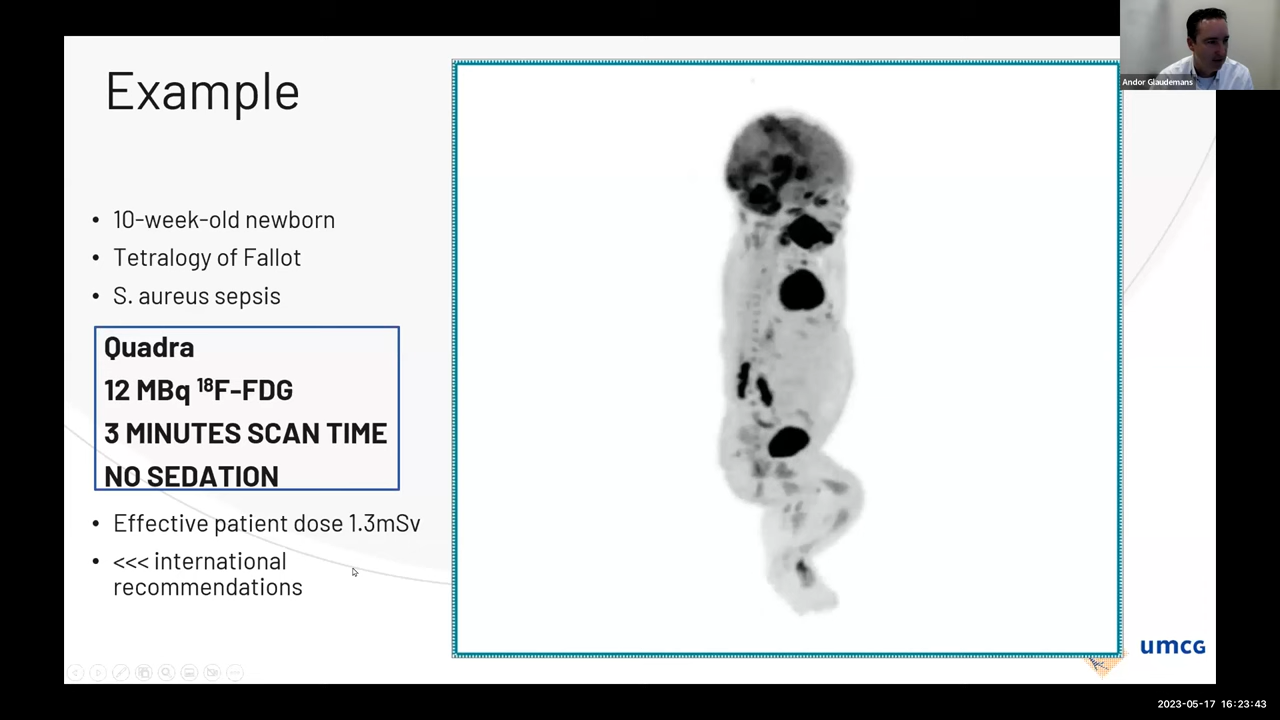 Andor Glaudemans
Example
• 10-week-old newborn
• Tetralogy of Fallot
• S. aureus sepsis
Quadra
12 MBq ¹⁸F-FDG
3 MINUTES SCAN TIME
NO SEDATION
• Effective patient dose 1.3mSv
• <<< international
recommendations
umcg
2023-05-17 16:23:43